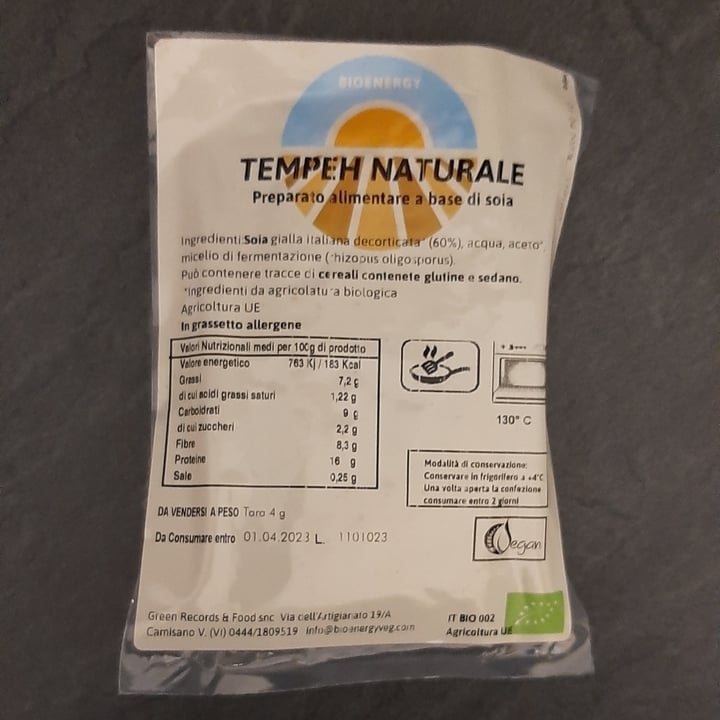 BIOENERGY
TEMPEH NATURALE
Preparato alimentare a base di soia
Ingredienti:Soia gialla italiana decorticata* (60%), acqua, aceto*,
micelio di fermentazione (rhizopus oligosporus).
Può contenere tracce di cereali contenete glutine e sedano.
*ingredienti da agricolatura biologica
Agricoltura UE
In grassetto allergene
Valori Nutrizionali medi per 100g di prodotto
Valore energetico 763 Kj / 183 Kcal
Grassi 7,2 g
di cui acidi grassi saturi 1,22 g
Carboidrati 9 g
di cui zuccheri 2,2 g
Fibre 8,3 g
Proteine 16 g
Sale 0,25 g
130° C
Modalità di conservazione:
Conservare in frigorifero a +4°C
Una volta aperta la confezione
consumare entro 2 giorni
DA VENDERSI A PESO Tara 4 g
Da Consumare entro 01.04.2023 L. 1101023
Vegan
Green Records & Food snc Via dell'Artigianato 19/A
Camisano V. (VI) 0444/1809519 info@bioenergyveg.com
IT BIO 002
Agricoltura UE